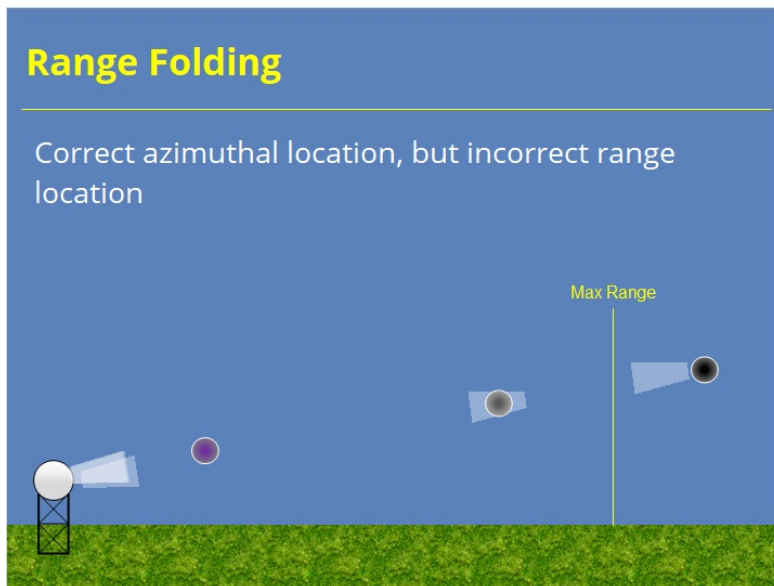 Range Folding
Correct azimuthal location, but incorrect range
location
Max Range